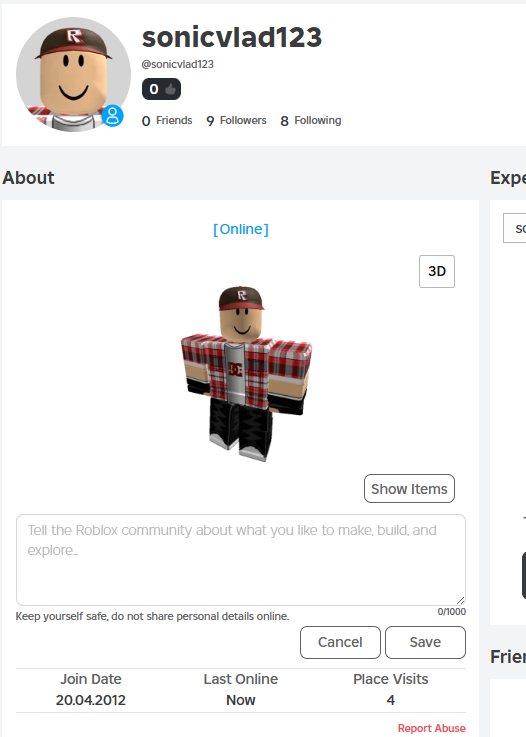 sonicvlad123
@sonicvlad123
0
0 Friends 9 Followers 8 Following
About
Expe
[Online]
so
3D
Show Items
Tell the Roblox community about what you like to make, build, and
explore...
Keep yourself safe, do not share personal details online.
0/1000
Cancel Save
Frien
Join Date Last Online Place Visits
20.04.2012 Now 4
Report Abuse